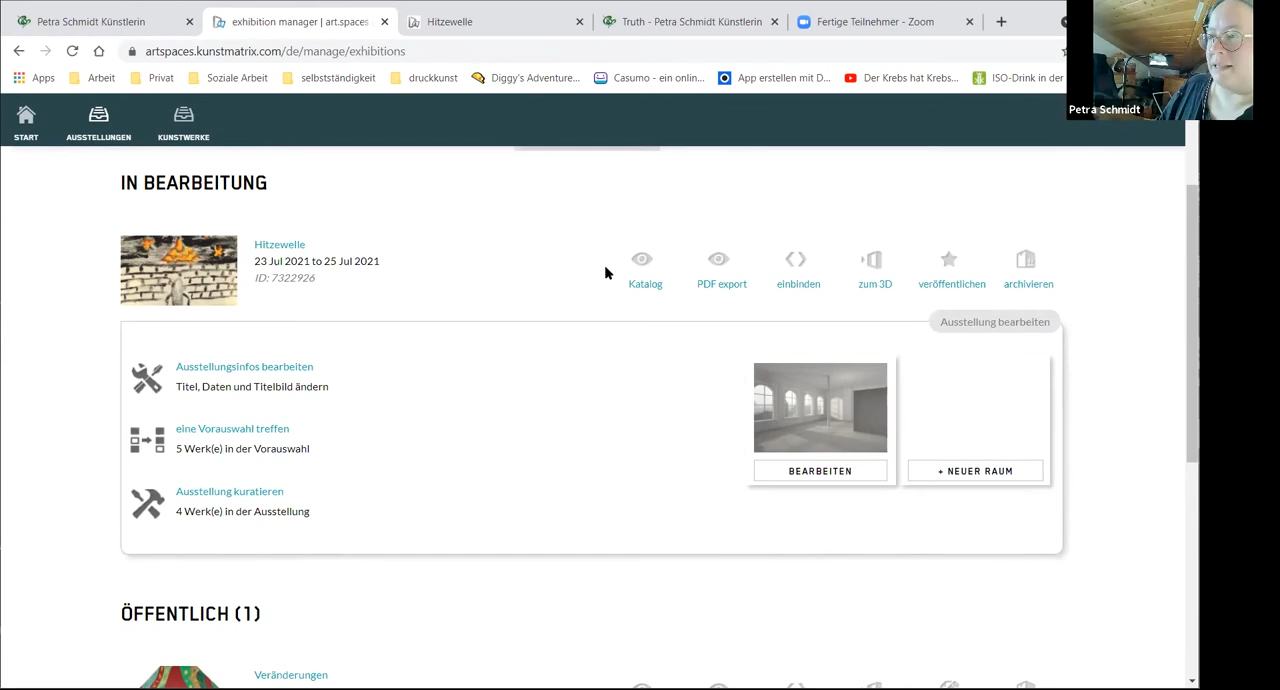 Petra Schmidt Künstlerin
exhibition manager | art.spaces
Hitzewelle
Truth - Petra Schmidt Künstlerin
Fertige Teilnehmer - Zoom
artspaces.kunstmatrix.com/de/manage/exhibitions
Apps
Arbeit
Privat
Soziale Arbeit
selbstständigkeit
druckkunst
Diggy's Adventure...
Casumo - ein onlin...
App erstellen mit D...
Der Krebs hat Krebs...
ISO-Drink in der
Petra Schmidt
START
AUSSTELLUNGEN
KUNSTWERKE
IN BEARBEITUNG
Hitzewelle
23 Jul 2021 to 25 Jul 2021
ID: 7322926
Katalog
PDF export
einbinden
zum 3D
veröffentlichen
archivieren
Ausstellung bearbeiten
Ausstellungsinfos bearbeiten
Titel, Daten und Titelbild ändern
eine Vorauswahl treffen
5 Werk(e) in der Vorauswahl
Ausstellung kuratieren
4 Werk(e) in der Ausstellung
BEARBEITEN
+ NEUER RAUM
ÖFFENTLICH (1)
Veränderungen